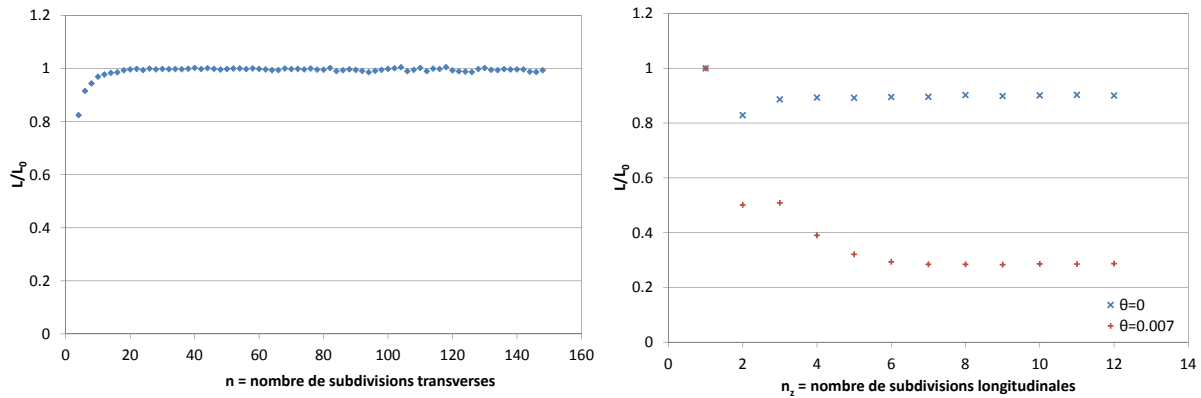 1.2
1
0.8
0.6
0.4
0.2
0
L/L0
0 20 40 60 80 100 120 140 160
n = nombre de subdivisions transverses
1.2
1
0.8
0.6
0.4
0.2
0
L/L0
0 2 4 6 8 10 12 14
nz = nombre de subdivisions longitudinales
θ=0
θ=0.007